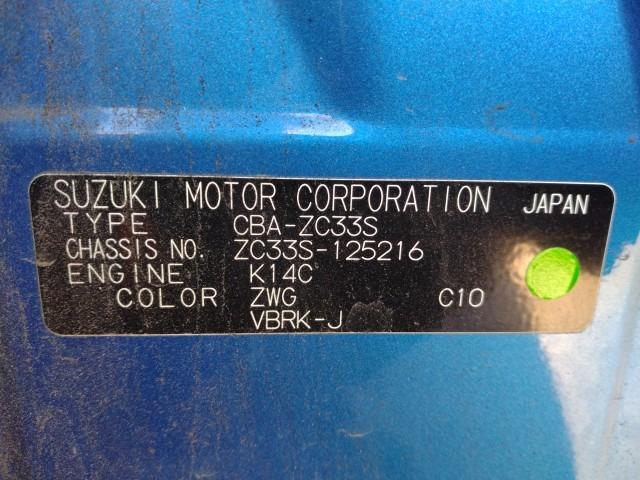 SUZUKI MOTOR CORPORATION JAPAN
TYPE CBA-ZC33S
CHASSIS NO. ZC33S-125216
ENGINE K14C
COLOR ZWG C10
VBRK-J